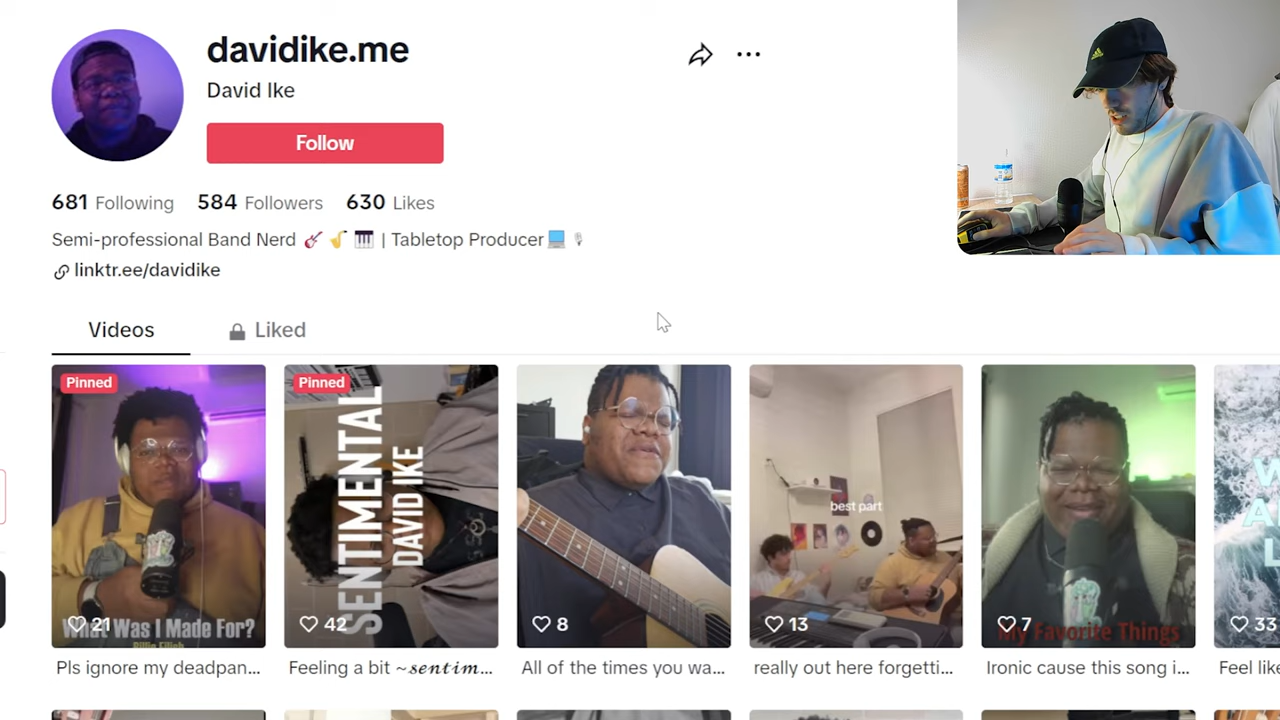 davidike.me
David Ike
Follow
681 Following 584 Followers 630 Likes
Semi-professional Band Nerd 🎸 🎷 🎹 | Tabletop Producer💻 🎙
linktr.ee/davidike
Videos Liked
Pinned
What Was I Made For?
Billie Eilish
21
Pls ignore my deadpan...
Pinned
SENTIMENTAL
DAVID IKE
42
Feeling a bit ~𝓼𝓮𝓷𝓽𝓲𝓶...
8
All of the times you wa...
best part
13
really out here forgetti...
My Favorite Things
7
Ironic cause this song i...
V
A
L
33
Feel like